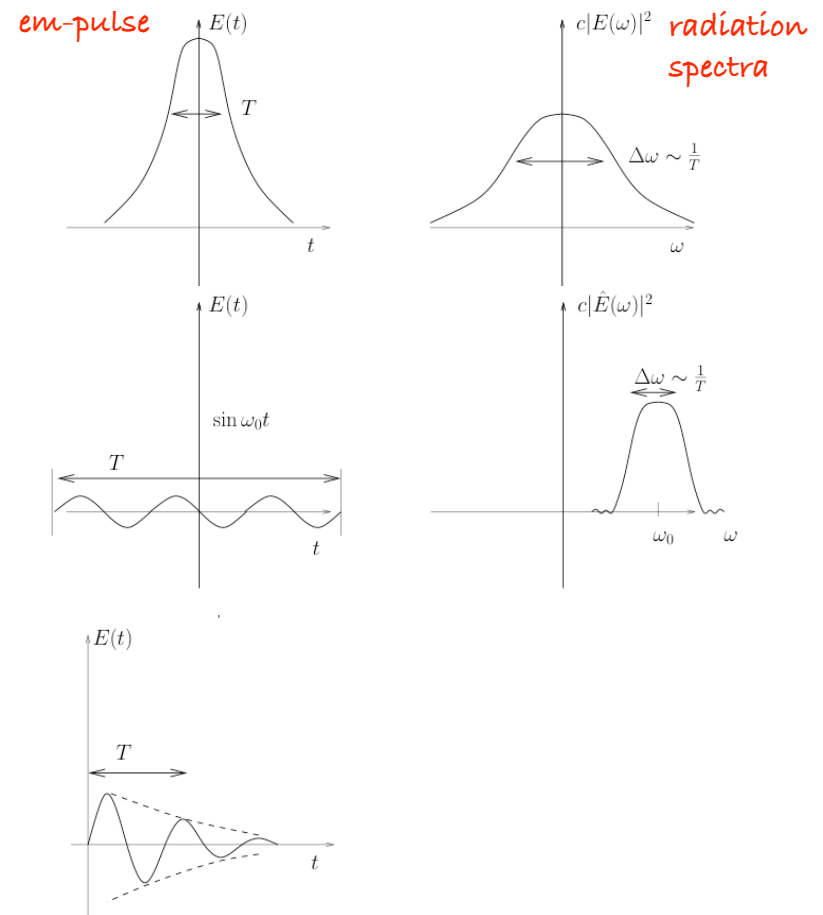 em-pulse
E(t)
T
t
c|E(ω)|²
radiation
spectra
Δω ∼ 1/T
ω
E(t)
sin ω₀t
T
t
c|Ê(ω)|²
Δω ∼ 1/T
ω₀
ω
E(t)
T
t